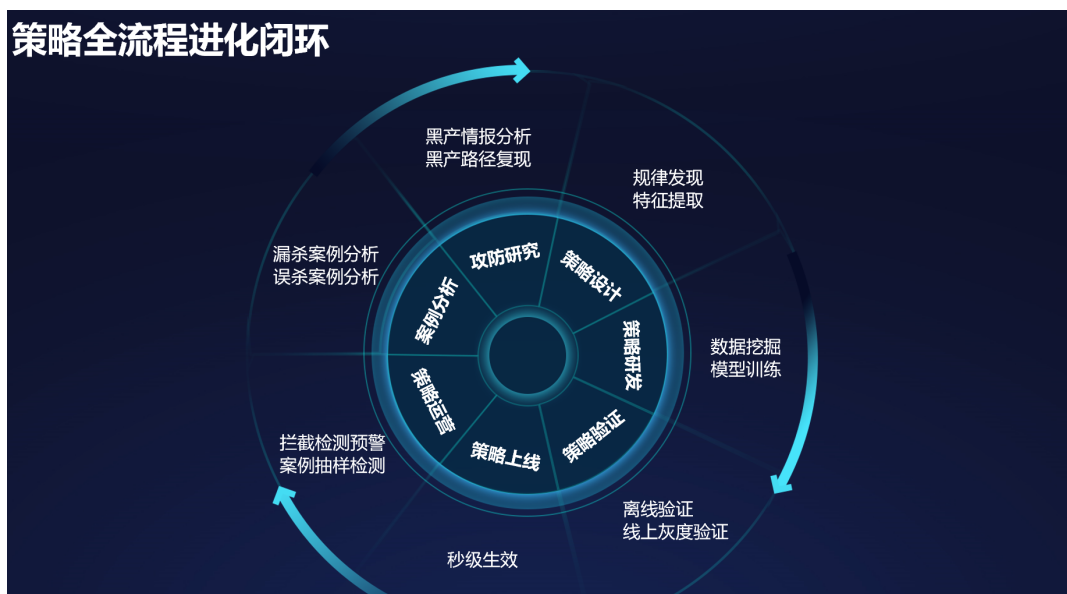 策略全流程进化闭环
黑产情报分析
黑产路径复现
规律发现
特征提取
数据挖掘
模型训练
离线验证
线上灰度验证
秒级生效
拦截检测预警
案例抽样检测
漏杀案例分析
误杀案例分析
攻防研究
策略设计
策略研发
策略验证
策略上线
策略运营
案例分析